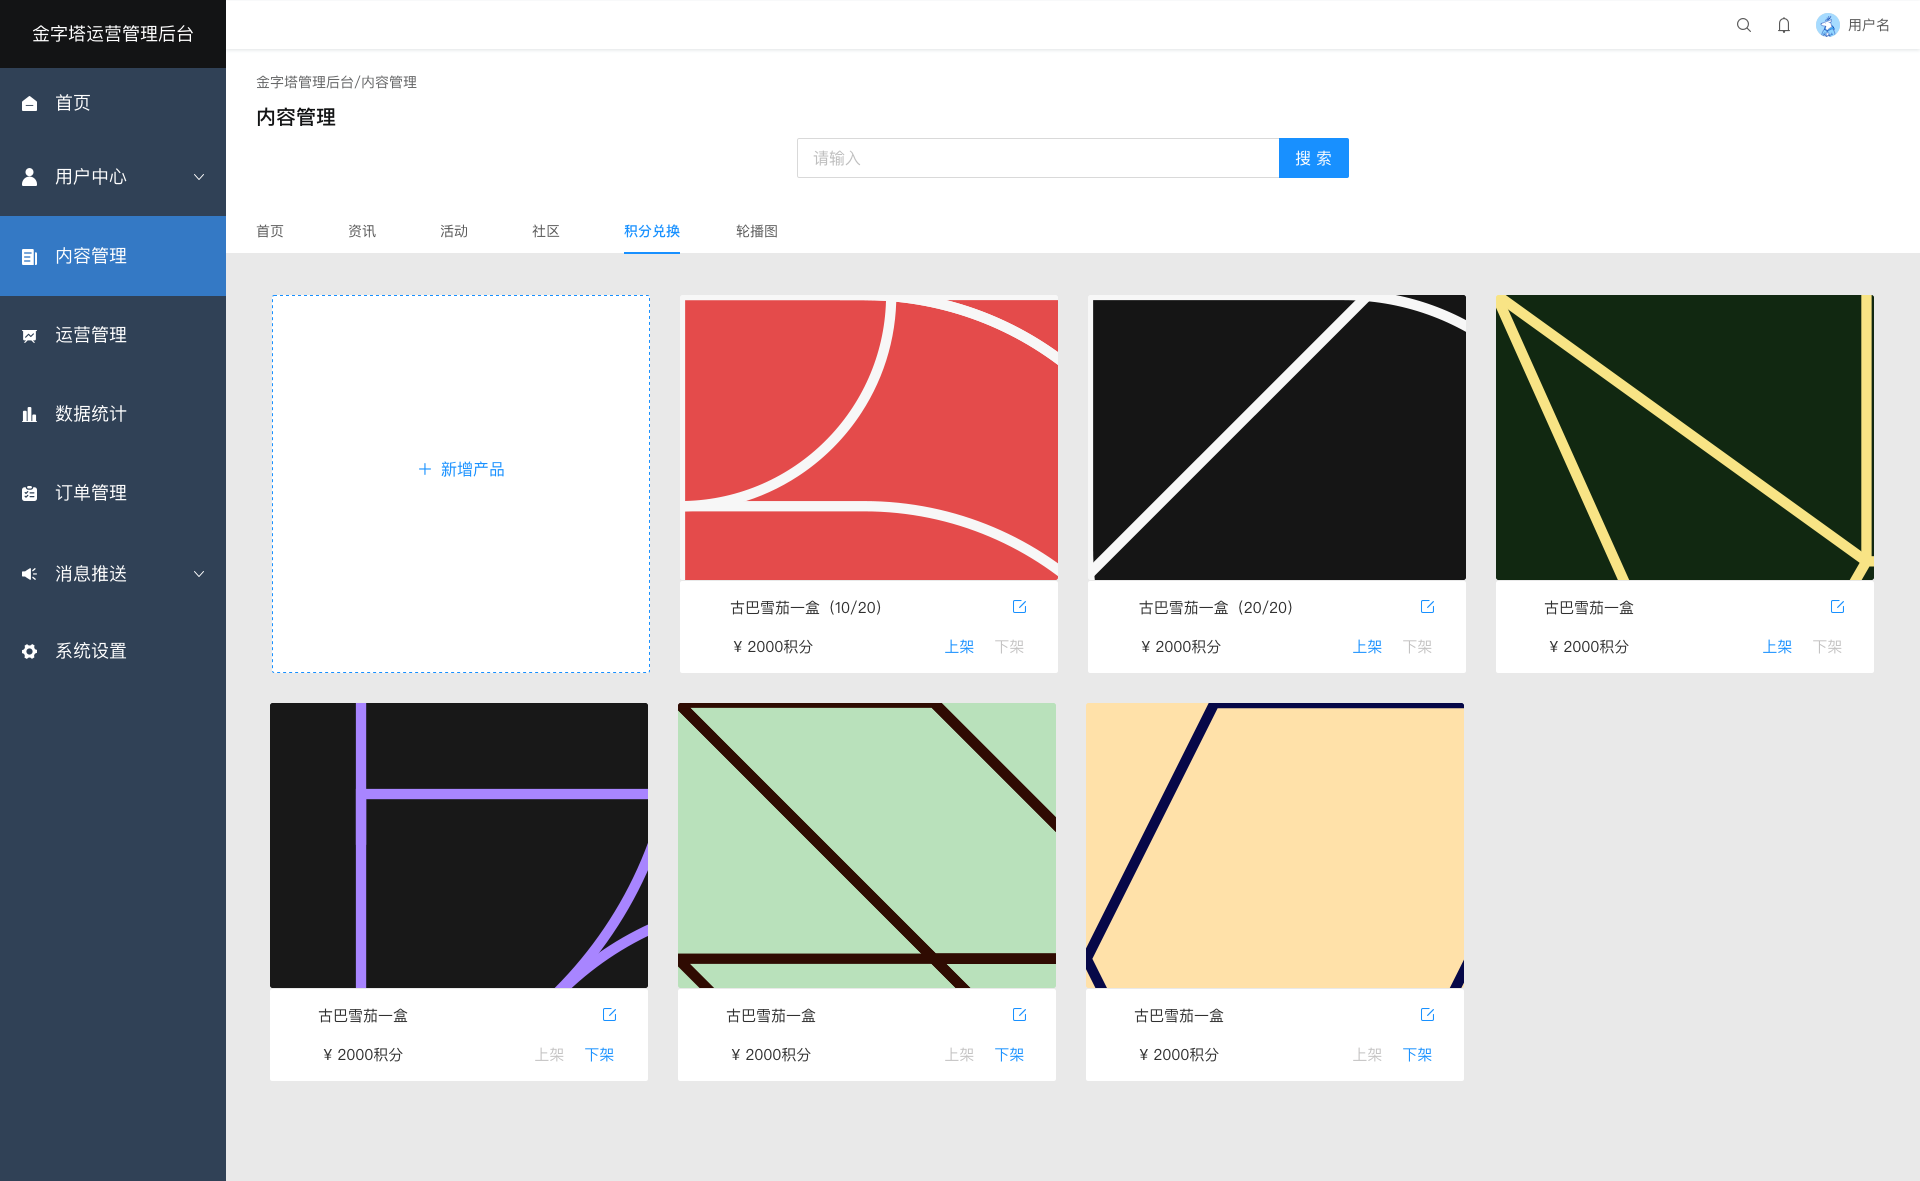 金字塔运营管理后台
用户名
首页
用户中心
内容管理
运营管理
数据统计
订单管理
消息推送
系统设置
金字塔管理后台/内容管理
内容管理
请输入
搜 索
首页 资讯 活动 社区 积分兑换 轮播图
新增产品
古巴雪茄一盒（10/20）
¥ 2000积分 上架 下架
古巴雪茄一盒（20/20）
¥ 2000积分 上架 下架
古巴雪茄一盒
¥ 2000积分 上架 下架
古巴雪茄一盒
¥ 2000积分 上架 下架
古巴雪茄一盒
¥ 2000积分 上架 下架
古巴雪茄一盒
¥ 2000积分 上架 下架